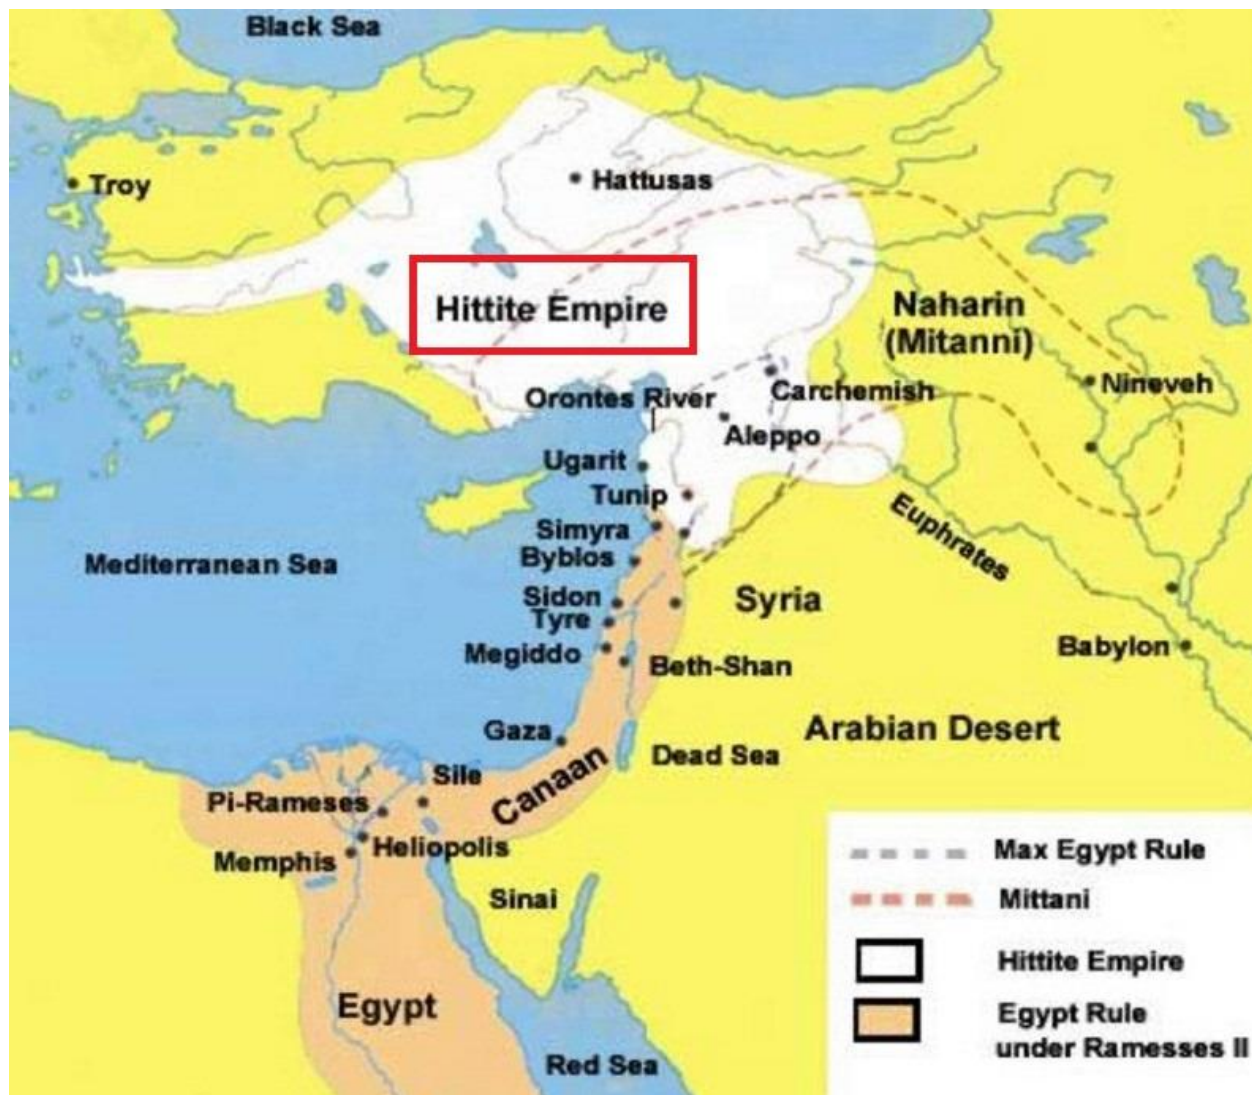 Black Sea
Troy
Hattusas
Hittite Empire
Naharin
(Mitanni)
Nineveh
Orontes River
Carchemish
Aleppo
Ugarit
Tunip
Simyra
Euphrates
Byblos
Mediterranean Sea
Sidon
Syria
Tyre
Megiddo
Beth-Shan
Babylon
Gaza
Arabian Desert
Dead Sea
Canaan
Sile
Pi-Rameses
Heliopolis
Memphis
Sinai
Egypt
Red Sea
Max Egypt Rule
Mittani
Hittite Empire
Egypt Rule
under Ramesses II